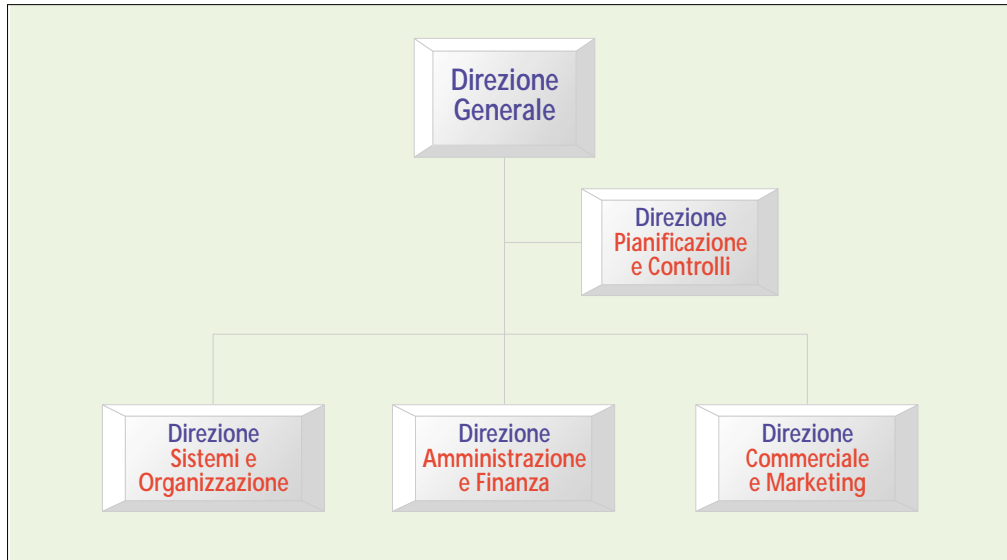 Direzione
Generale
Direzione
Pianificazione
e Controlli
Direzione
Sistemi e
Organizzazione
Direzione
Amministrazione
e Finanza
Direzione
Commerciale
e Marketing